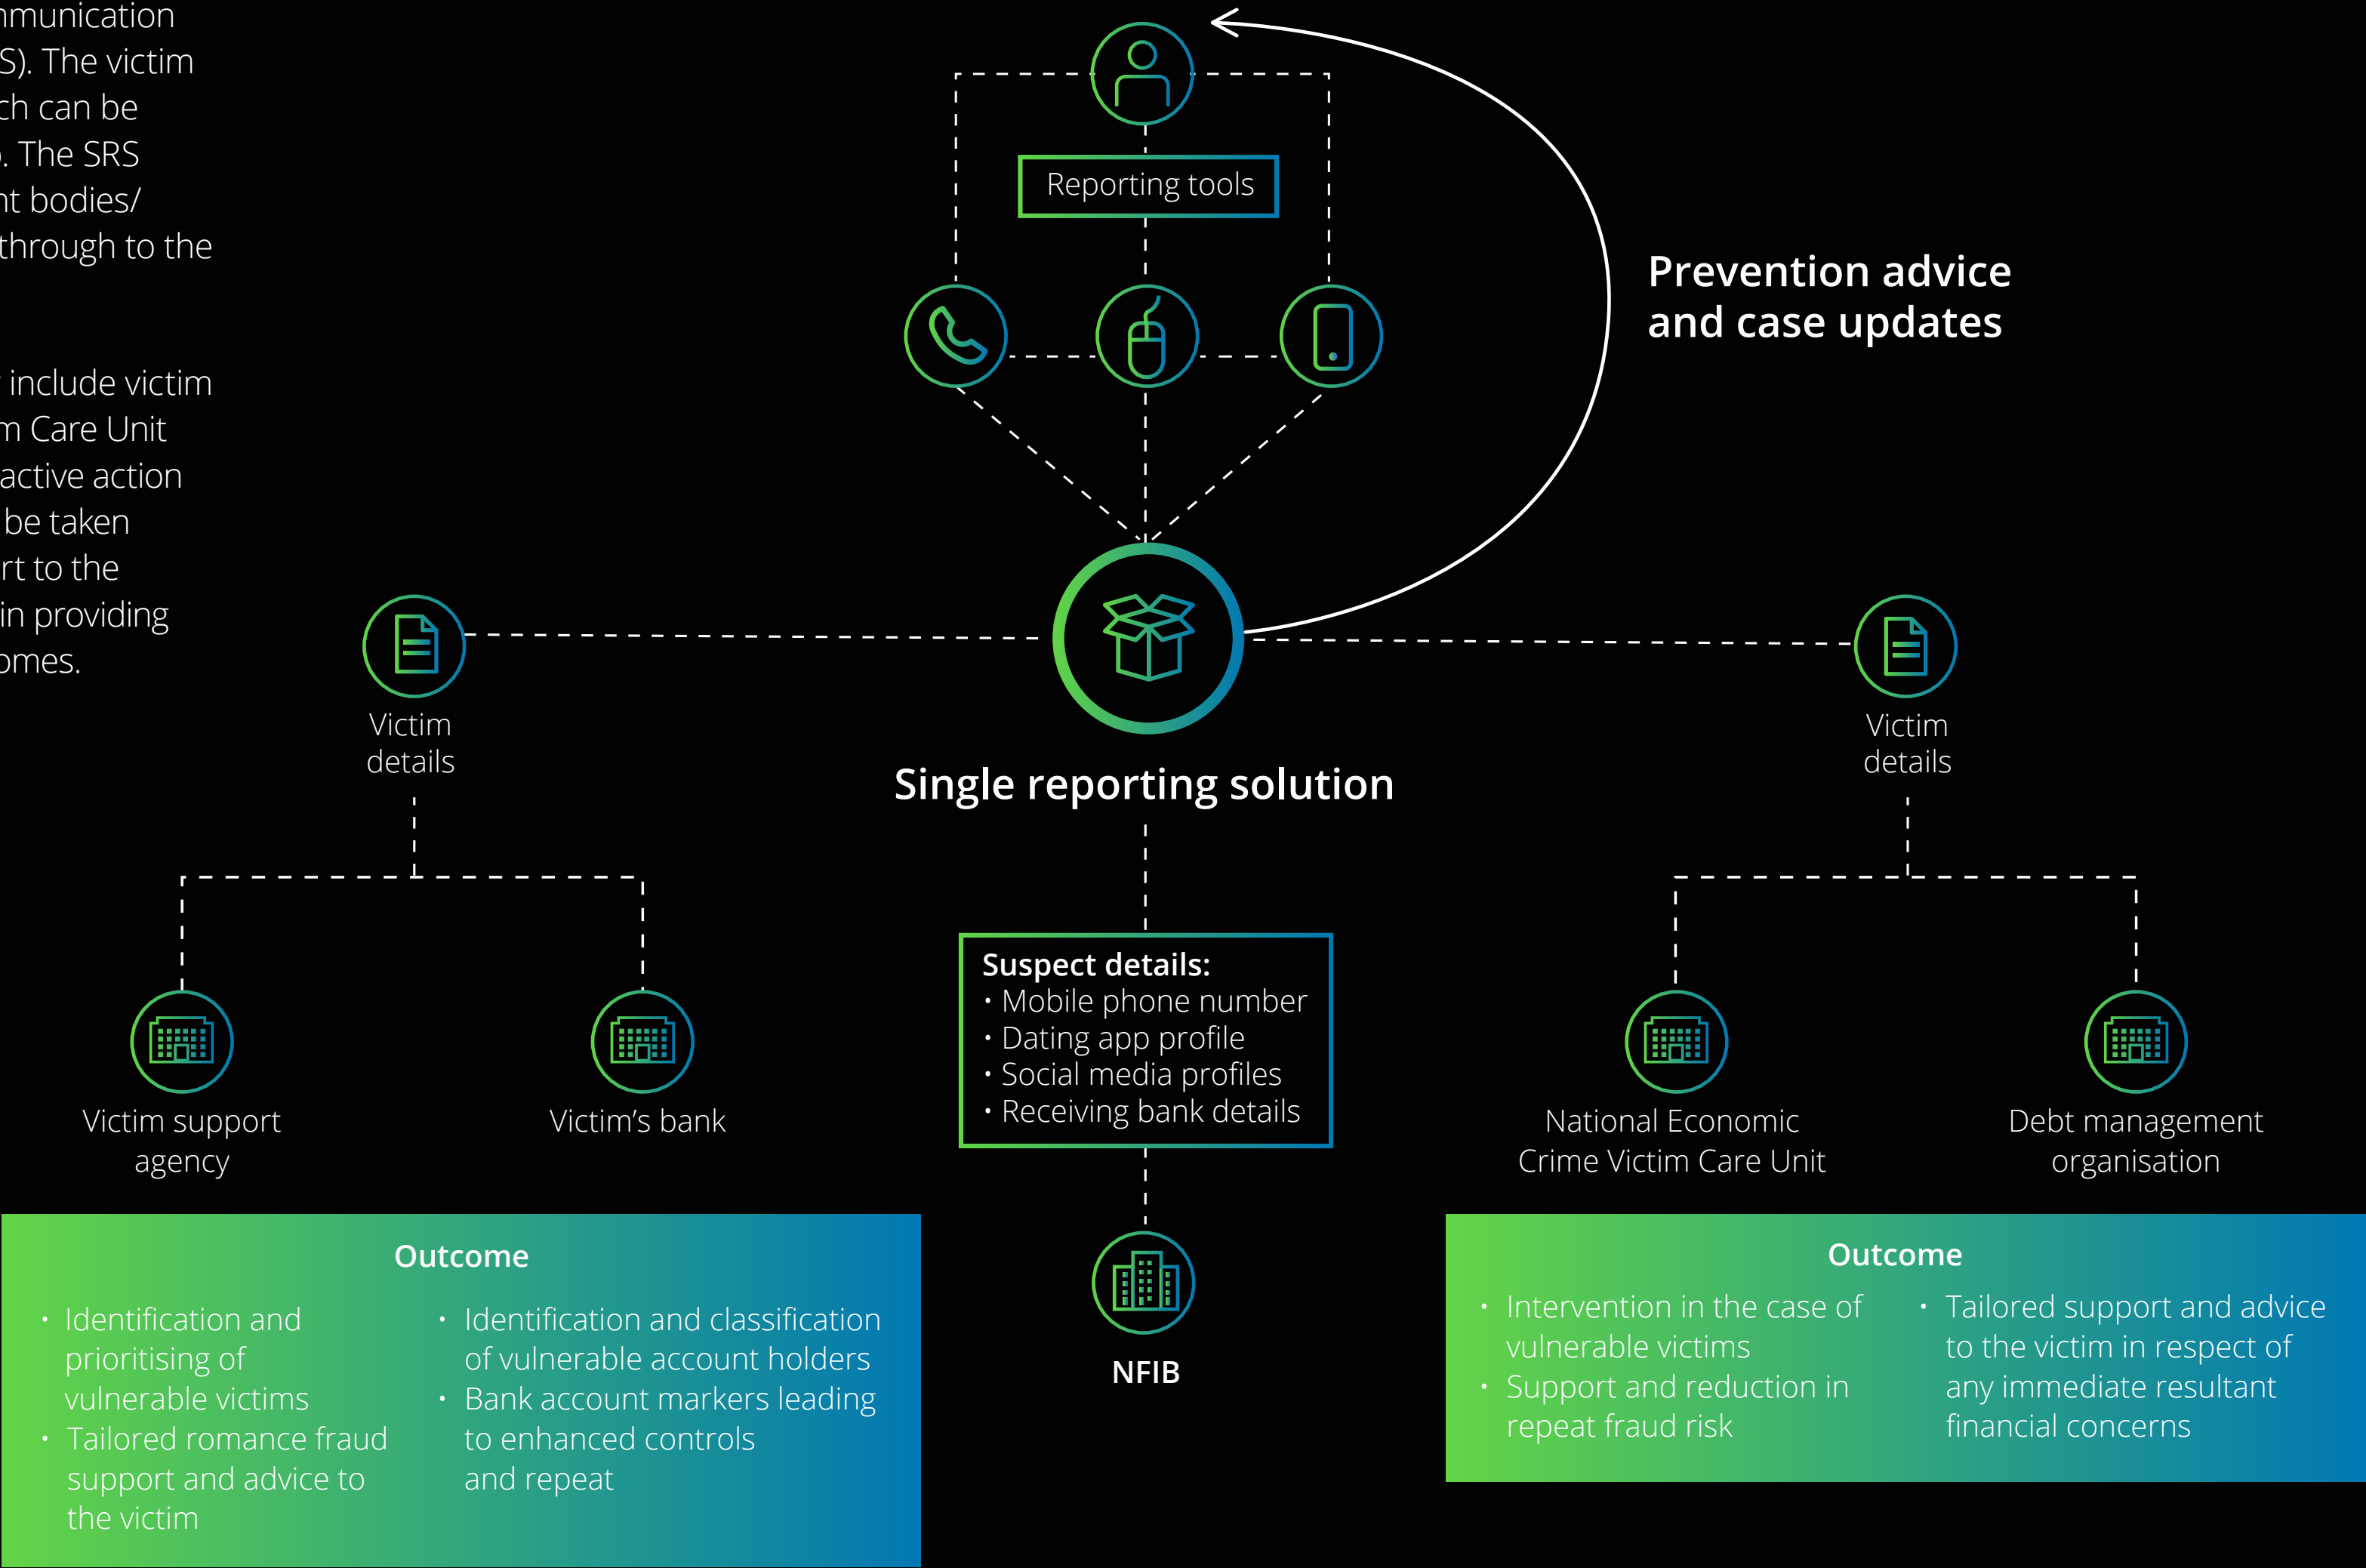 S). The victim
ch can be
. The SRS
bodies/
through to the
include victim
Care Unit
active action
be taken
to the
in providing
Reporting tools
Prevention advice
and case updates
Victim
details
Single reporting solution
Victim
details
Victim support
agency
Victim’s bank
Suspect details:
• Mobile phone number
• Dating app profile
• Social media profiles
• Receiving bank details
National Economic
Crime Victim Care Unit
Debt management
organisation
NFIB
Outcome
• Identification and
prioritising of
vulnerable victims
• Tailored romance fraud
support and advice to
the victim
• Identification and classification
of vulnerable account holders
• Bank account markers leading
to enhanced controls
and repeat
Outcome
• Intervention in the case of
vulnerable victims
• Support and reduction in
repeat fraud risk
• Tailored support and advice
to the victim in respect of
any immediate resultant
financial concerns